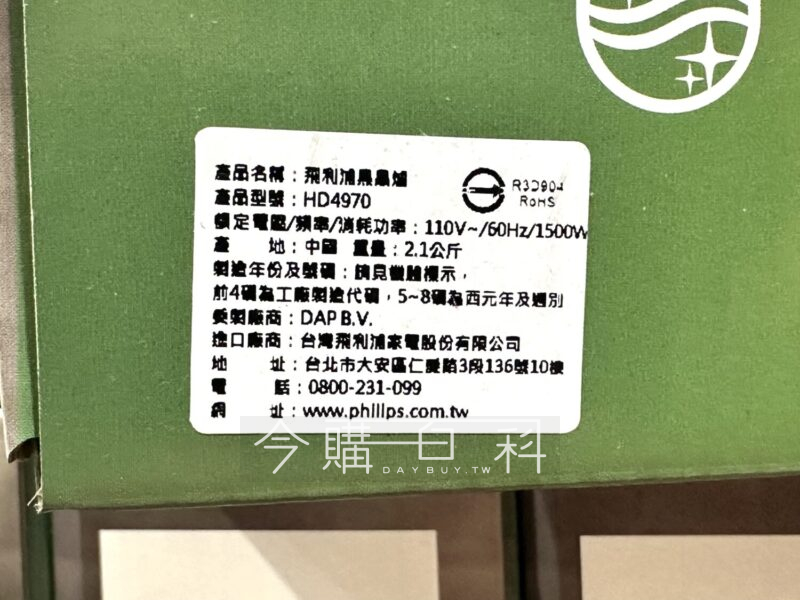 產品名稱：飛利浦黑晶爐
R3D904
RoHS
產品型號：HD4970
額定電壓/頻率/消耗功率：110V~/60Hz/1500W
產 地：中國 重量：2.1公斤
製造年份及號碼：請見機體標示，
前4碼為工廠製造代碼，5~8碼為西元年及週別
委製廠商：DAP B.V.
進口廠商：台灣飛利浦家電股份有限公司
地 址：台北市大安區仁愛路3段136號10樓
電 話：0800-231-099
網 址：www.philips.com.tw
今購百科
DAYBUY.TW